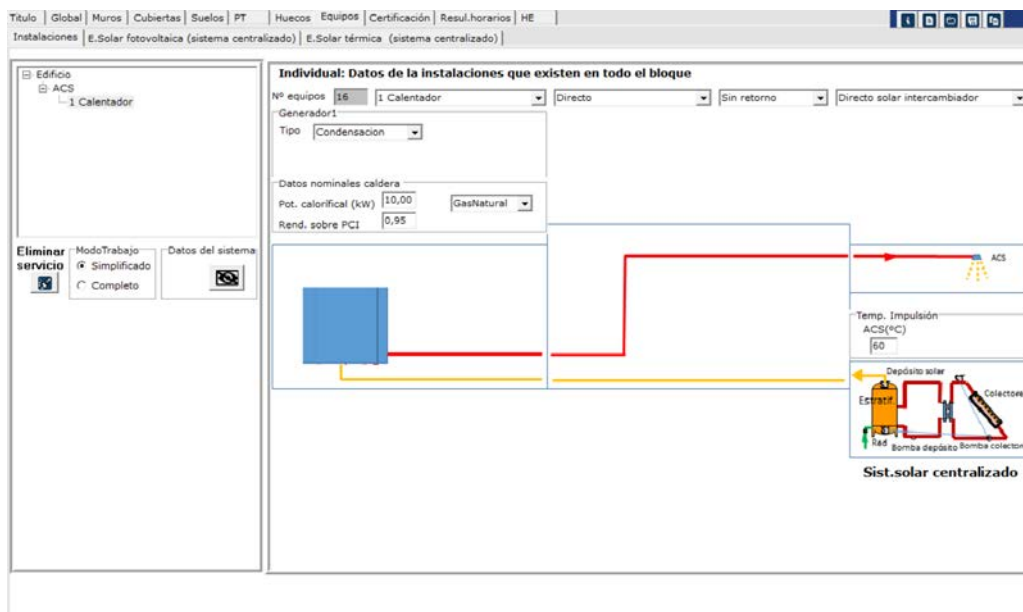 Titulo Global Muros Cubiertas Suelos PT Huecos Equipos Certificación Resul.horarios HE
Instalaciones E.Solar fotovoltaica (sistema centralizado) E.Solar térmica (sistema centralizado)
Edificio
ACS
1 Calentador
Eliminar servicio
ModoTrabajo
Simplificado
Completo
Datos del sistema
Individual: Datos de la instalaciones que existen en todo el bloque
Nº equipos 16 1 Calentador Directo Sin retorno Directo solar intercambiador
Generador1
Tipo Condensacion
Datos nominales caldera
Pot. calorifical (kW) 10,00 GasNatural
Rend. sobre PCI 0,95
ACS
Temp. Impulsión
ACS(ºC)
60
Depósito solar
Colectore
Estratif.
Red
Bomba depósito Bomba colector
Sist.solar centralizado